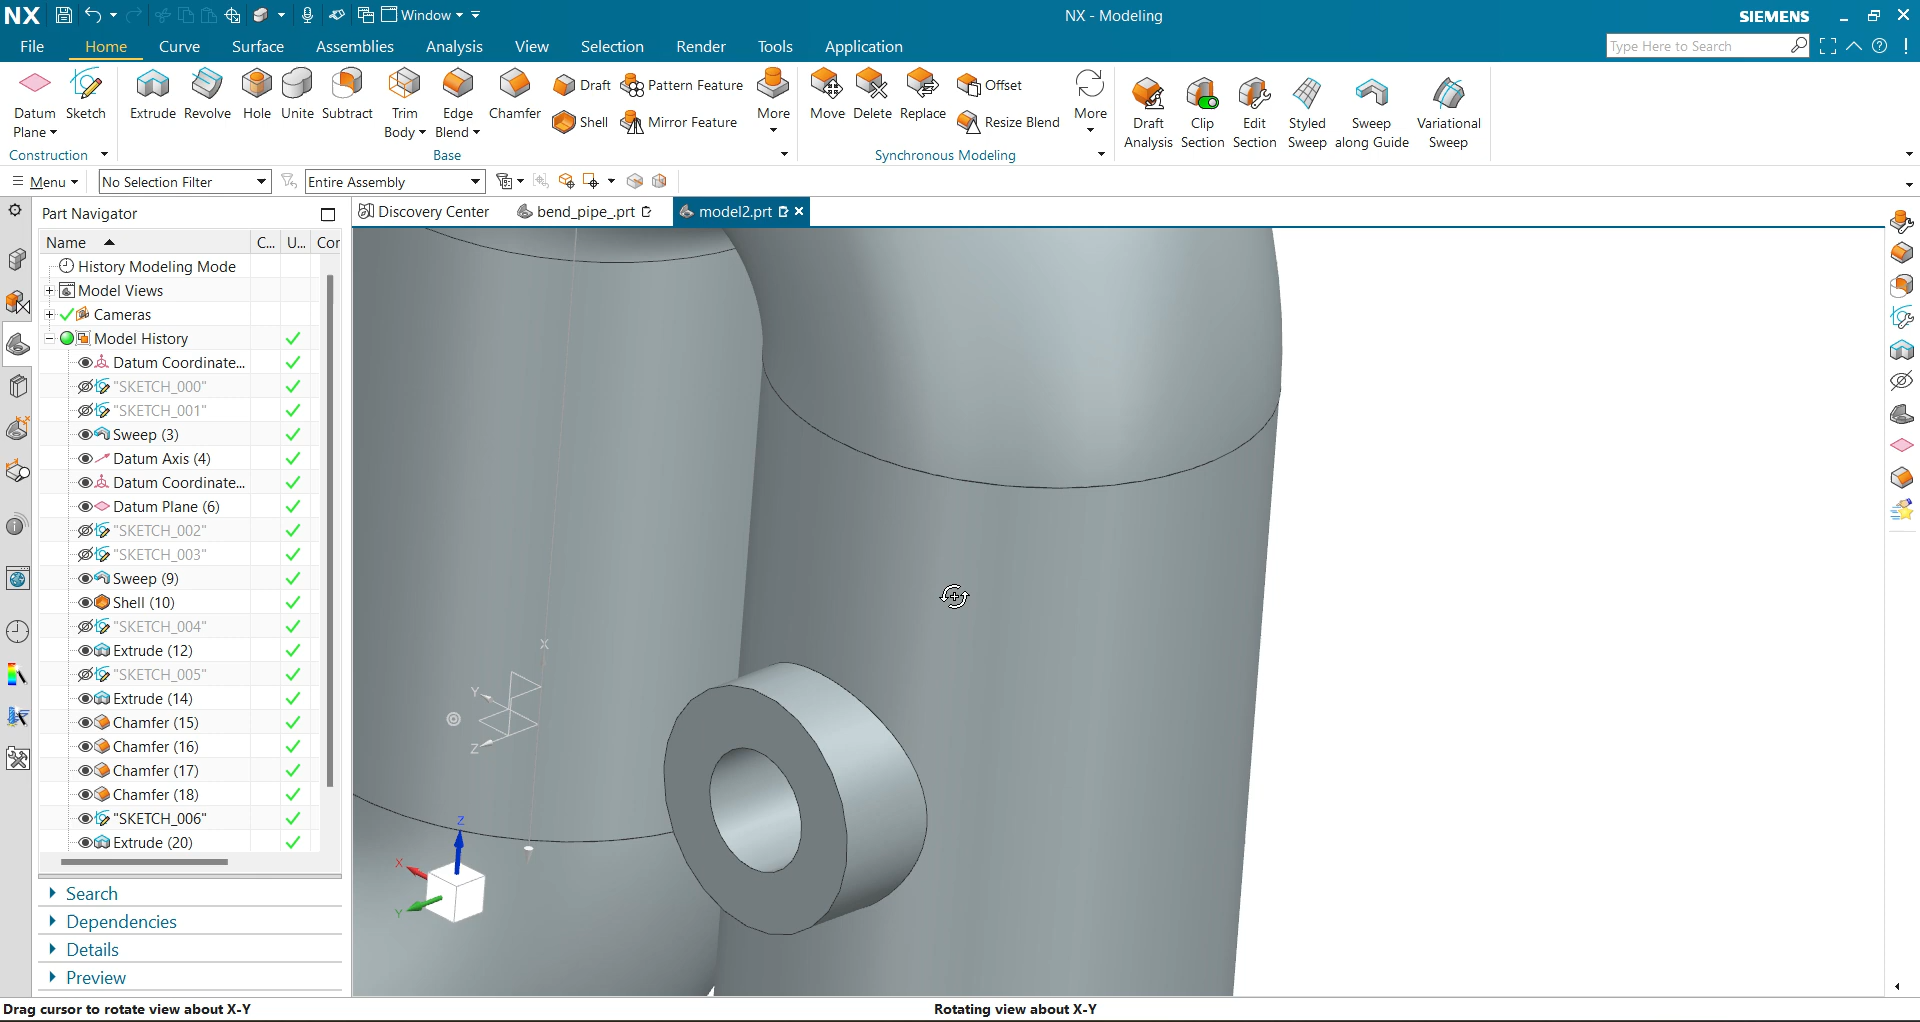 NX Window NX - Modeling SIEMENS
File Home Curve Surface Assemblies Analysis View Selection Render Tools Application Type Here to Search
Datum Plane Sketch Extrude Revolve Hole Unite Subtract Trim Body Edge Blend Chamfer Draft Shell Pattern Feature Mirror Feature More Move Delete Replace Offset Resize Blend More Draft Analysis Clip Section Edit Section Styled Sweep Sweep along Guide Variational Sweep
Construction Base Synchronous Modeling
Menu No Selection Filter Entire Assembly
Part Navigator Discovery Center bend_pipe_.prt model2.prt
Name C... U... Cor
History Modeling Mode
Model Views
Cameras
Model History
Datum Coordinate...
"SKETCH_000"
"SKETCH_001"
Sweep (3)
Datum Axis (4)
Datum Coordinate...
Datum Plane (6)
"SKETCH_002"
"SKETCH_003"
Sweep (9)
Shell (10)
"SKETCH_004"
Extrude (12)
"SKETCH_005"
Extrude (14)
Chamfer (15)
Chamfer (16)
Chamfer (17)
Chamfer (18)
"SKETCH_006"
Extrude (20)
Search
Dependencies
Details
Preview
X
Y
Z
Z
X
Y
Drag cursor to rotate view about X-Y Rotating view about X-Y